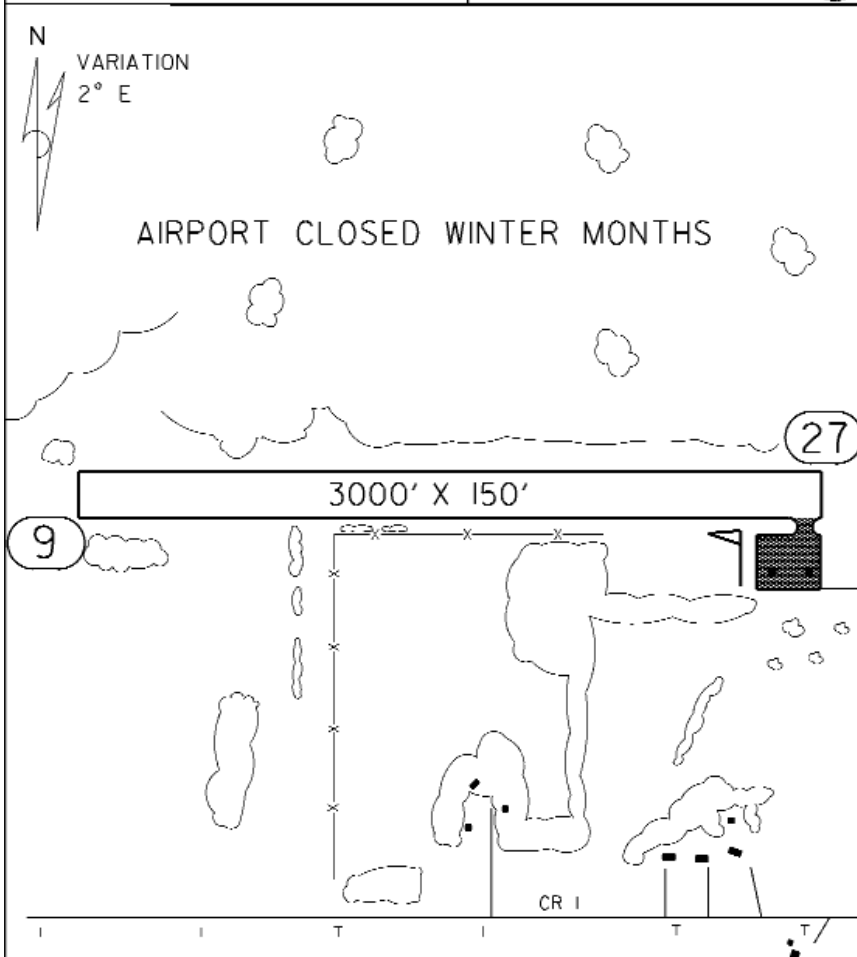 N
VARIATION
2° E
AIRPORT CLOSED WINTER MONTHS
27
3000' X 150'
9
CR 1
T
T
T